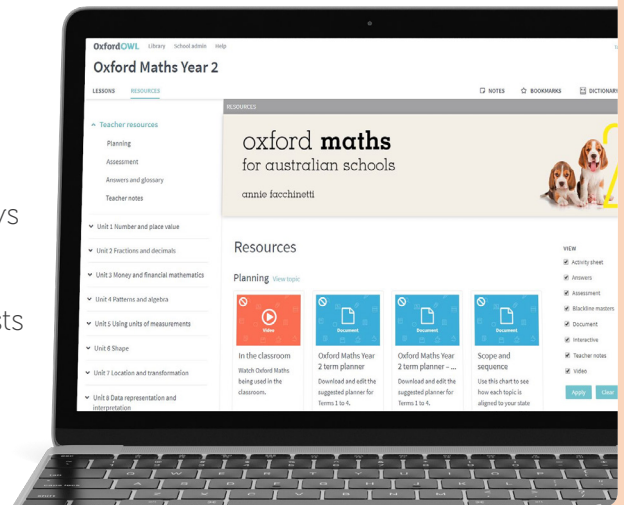 OxfordOWL Library School admin Help
Oxford Maths Year 2
LESSONS RESOURCES
NOTES BOOKMARKS DICTIONARY
RESOURCES
Teacher resources
Planning
Assessment
Answers and glossary
Teacher notes
Unit 1 Number and place value
Unit 2 Fractions and decimals
Unit 3 Money and financial mathematics
Unit 4 Patterns and algebra
Unit 5 Using units of measurements
Unit 6 Shape
Unit 7 Location and transformation
Unit 8 Data representation and
interpretation
oxford maths
for australian schools
annie facchinetti
2
Resources
Planning View topic
Video
In the classroom
Watch Oxford Maths
being used in the
classroom.
Document
Oxford Maths Year
2 term planner
Download and edit the
suggested planner for
Terms 1 to 4.
Document
Oxford Maths Year
2 term planner – ...
Download and edit the
suggested planner for
Terms 1 to 4.
Document
Scope and
sequence
Use this chart to see
how each topic is
aligned to your state
VIEW
Activity sheet
Answers
Assessment
Blackline masters
Document
Interactive
Teacher notes
Video
Apply Clear